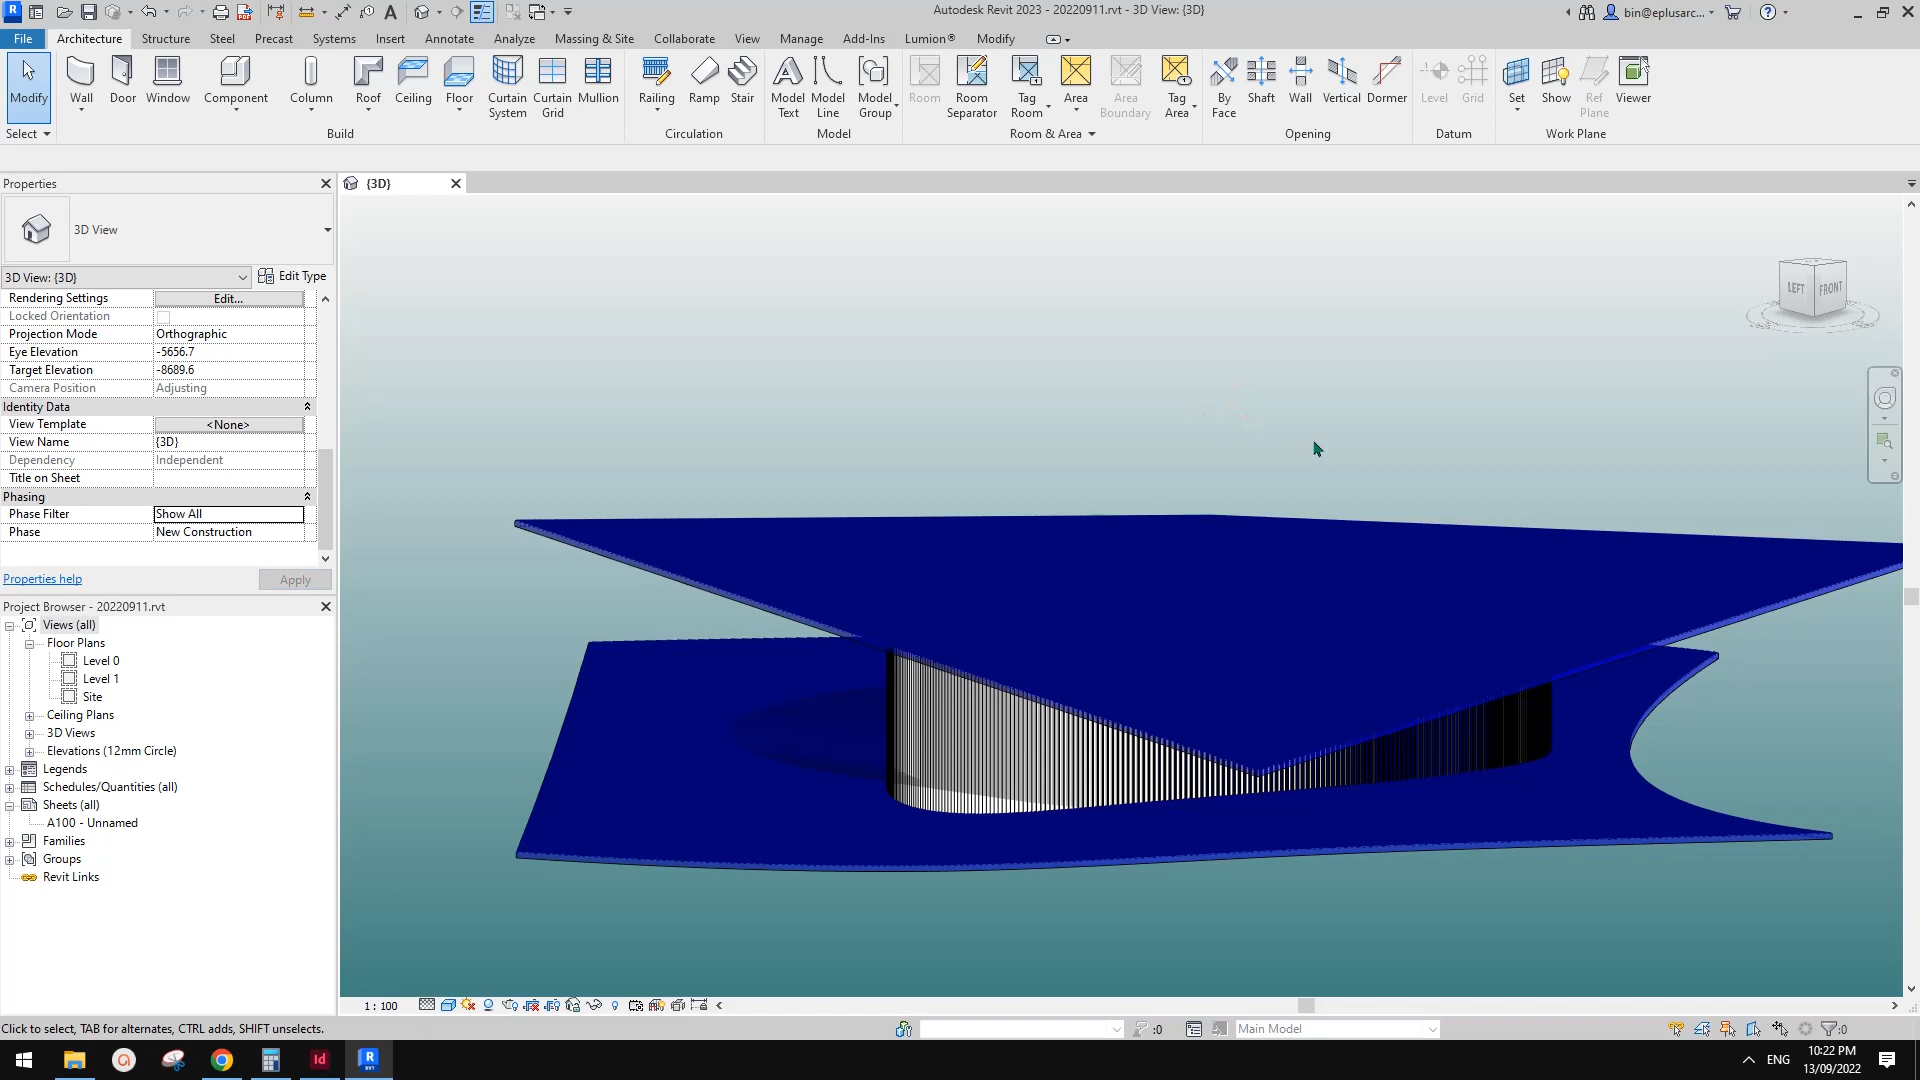 Autodesk Revit 2023 - 20220911.rvt - 3D View: {3D}
bin@eplusarc...
File Architecture Structure Steel Precast Systems Insert Annotate Analyze Massing & Site Collaborate View Manage Add-Ins Lumion® Modify
Modify Wall Door Window Component Column Roof Ceiling Floor Curtain System Curtain Grid Mullion Railing Ramp Stair Model Text Model Line Model Group Room Room Separator Tag Room Area Area Boundary Tag Area By Face Shaft Wall Vertical Dormer Level Grid Set Show Ref Plane Viewer
Select Build Circulation Model Room & Area Opening Datum Work Plane
Properties
{3D}
3D View
3D View: {3D} Edit Type
Rendering Settings Edit...
Locked Orientation
Projection Mode Orthographic
Eye Elevation -5656.7
Target Elevation -8689.6
Camera Position Adjusting
Identity Data
View Template <None>
View Name {3D}
Dependency Independent
Title on Sheet
Phasing
Phase Filter Show All
Phase New Construction
Properties help Apply
LEFT FRONT
Project Browser - 20220911.rvt
Views (all)
Floor Plans
Level 0
Level 1
Site
Ceiling Plans
3D Views
Elevations (12mm Circle)
Legends
Schedules/Quantities (all)
Sheets (all)
A100 - Unnamed
Families
Groups
Revit Links
1 : 100
Click to select, TAB for alternates, CTRL adds, SHIFT unselects.
:0 Main Model :0
ENG 10:22 PM
13/09/2022